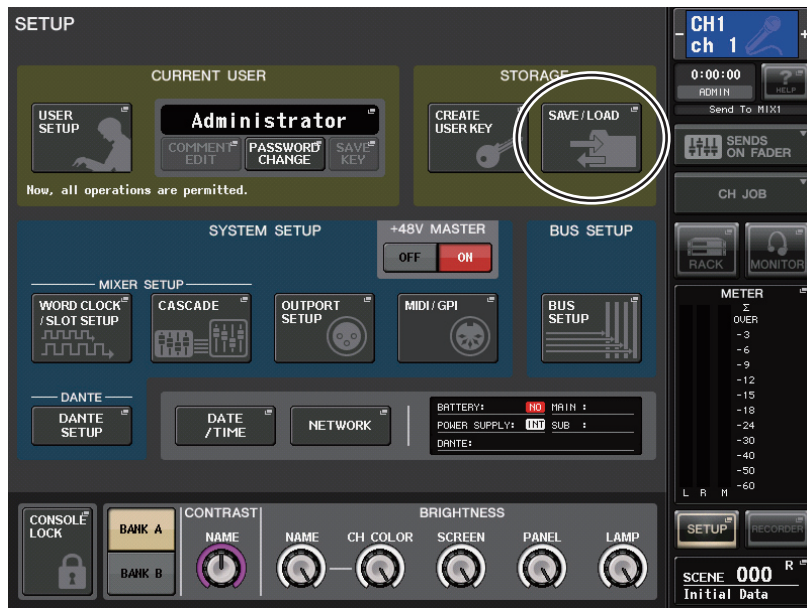 SETUP
CURRENT USER
USER
SETUP
Administrator
COMMENT
EDIT
PASSWORD
CHANGE
SAVE
KEY
Now, all operations are permitted.
STORAGE
CREATE
USER KEY
SAVE/LOAD
SYSTEM SETUP
+48V MASTER
OFF
ON
BUS SETUP
MIXER SETUP
WORD CLOCK
/SLOT SETUP
CASCADE
OUTPORT
SETUP
MIDI/GPI
BUS
SETUP
DANTE
DANTE
SETUP
DATE
/TIME
NETWORK
BATTERY: NO MAIN :
POWER SUPPLY: INT SUB :
DANTE:
CONSOLE
LOCK
BANK A
BANK B
CONTRAST
NAME
BRIGHTNESS
NAME CH COLOR SCREEN PANEL LAMP
- CH1 +
ch 1
0:00:00
ADMIN
?
HELP
Send To MIX1
SENDS
ON FADER
CH JOB
RACK
MONITOR
METER
Σ
OVER
-3
-6
-9
-12
-15
-18
-24
-30
-40
-50
-60
L R M
SETUP
RECORDER
SCENE 000 R
Initial Data